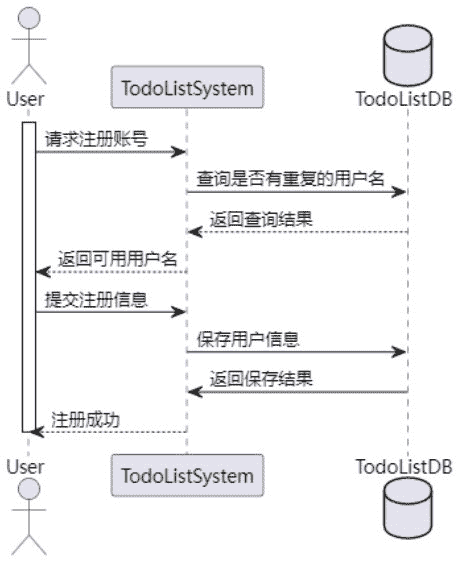 User
TodoListSystem
TodoListDB
请求注册账号
查询是否有重复的用户名
返回查询结果
返回可用用户名
提交注册信息
保存用户信息
返回保存结果
注册成功
User
TodoListSystem
TodoListDB